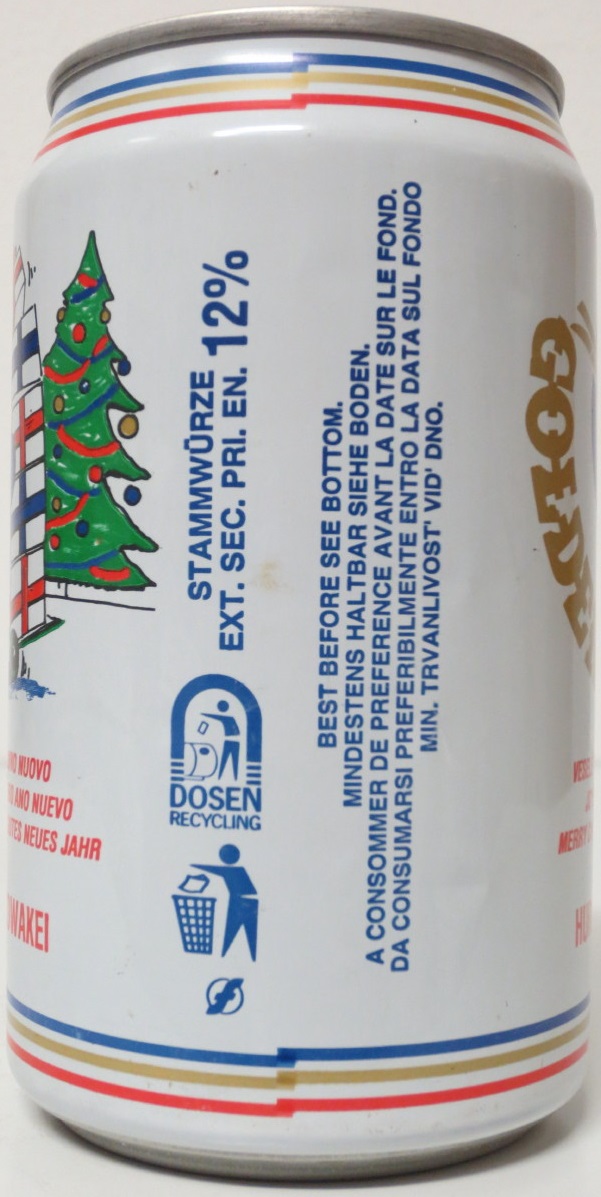 STAMMWÜRZE
EXT. SEC. PRI. EN. 12%
BEST BEFORE SEE BOTTOM.
MINDESTENS HALTBAR SIEHE BODEN.
A CONSOMMER DE PREFERENCE AVANT LA DATE SUR LE FOND.
DA CONSUMARSI PREFERIBILMENTE ENTRO LA DATA SUL FONDO
MIN. TRVANLIVOST' VID' DNO.
DOSEN
RECYCLING
NUOVO
ANO NUEVO
NEUES JAHR
MERRY